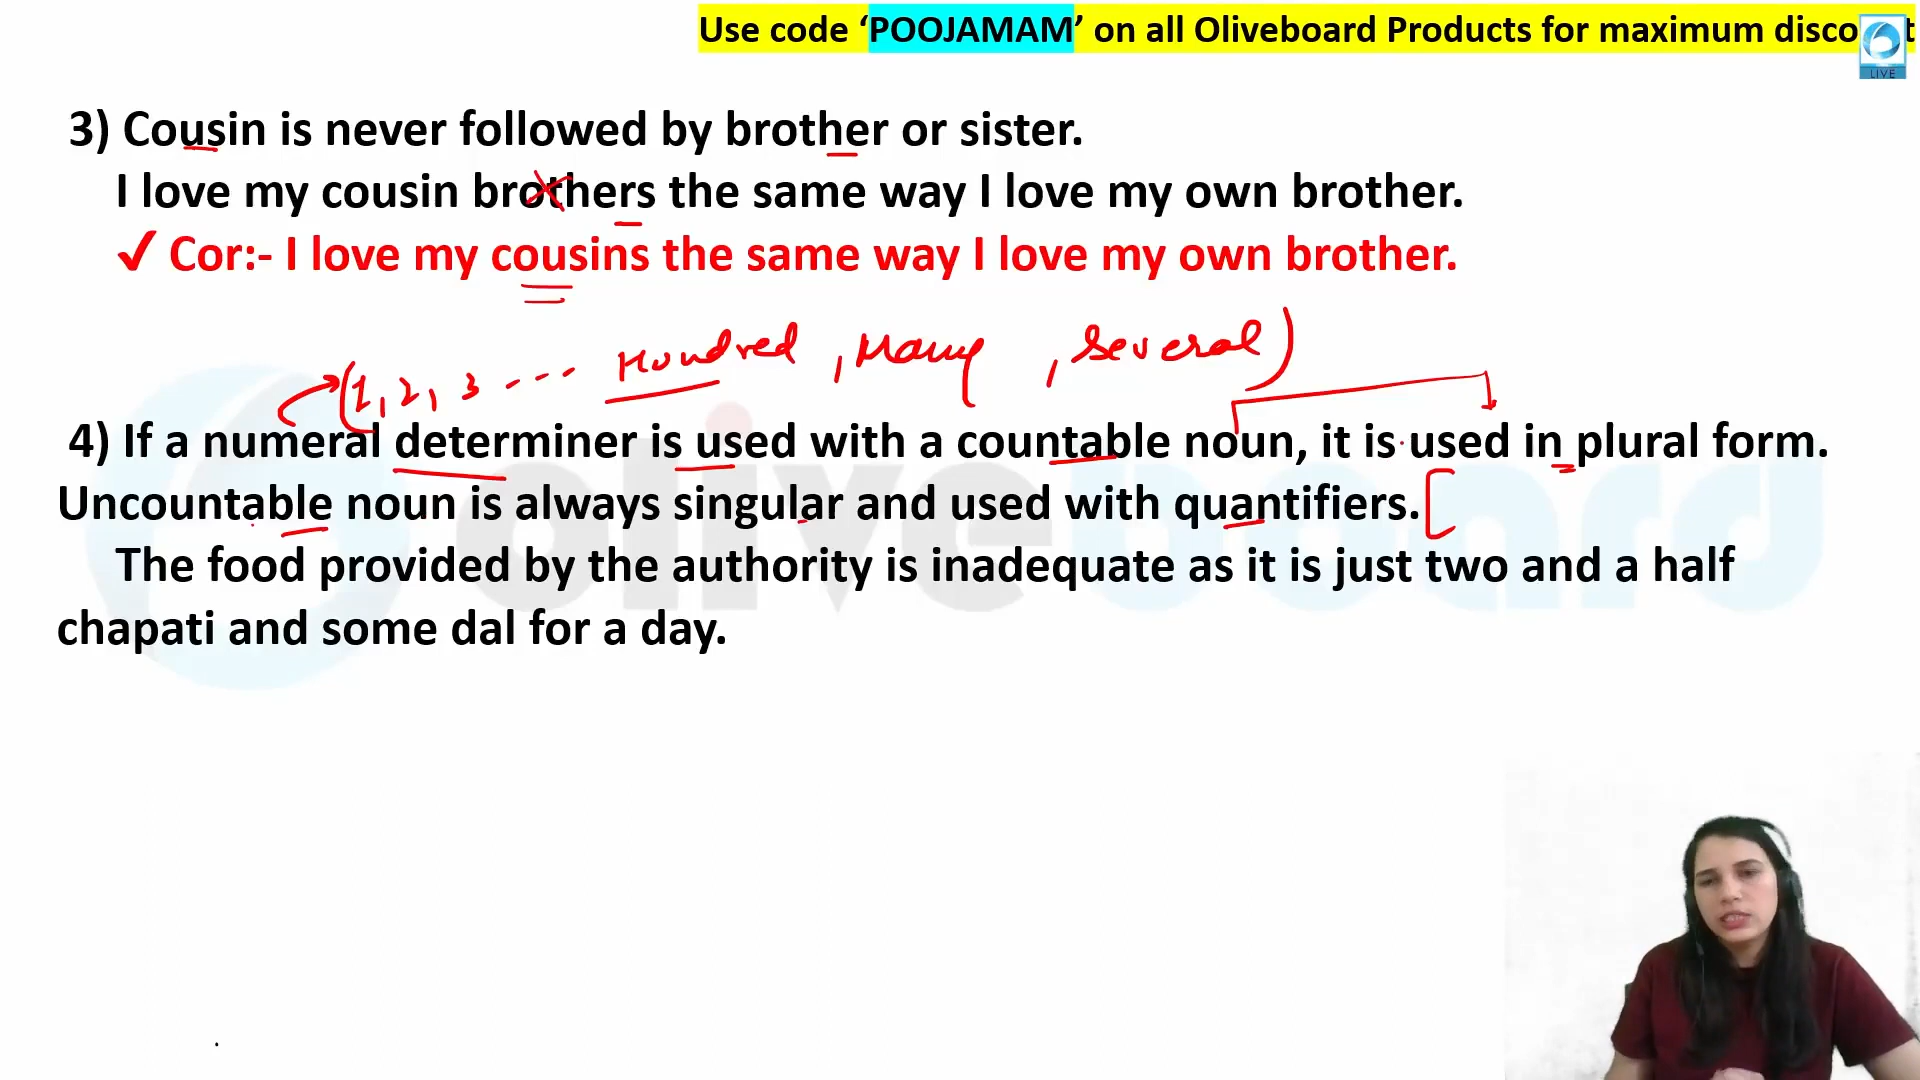 Use code ‘POOJAMAM’ on all Oliveboard Products for maximum disco t
LIVE
3) Cousin is never followed by brother or sister.
I love my cousin brothers the same way I love my own brother.
✓ Cor:- I love my cousins the same way I love my own brother.
(1, 2, 3 --- Hundred, Many, Several)
4) If a numeral determiner is used with a countable noun, it is used in plural form.
Uncountable noun is always singular and used with quantifiers. [
The food provided by the authority is inadequate as it is just two and a half
chapati and some dal for a day.
oliveboard